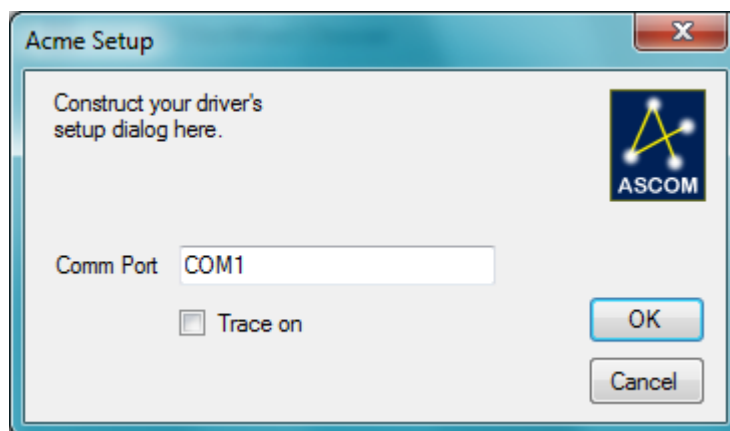 Acme Setup
Construct your driver's
setup dialog here.
ASCOM
Comm Port COM1
Trace on
OK
Cancel